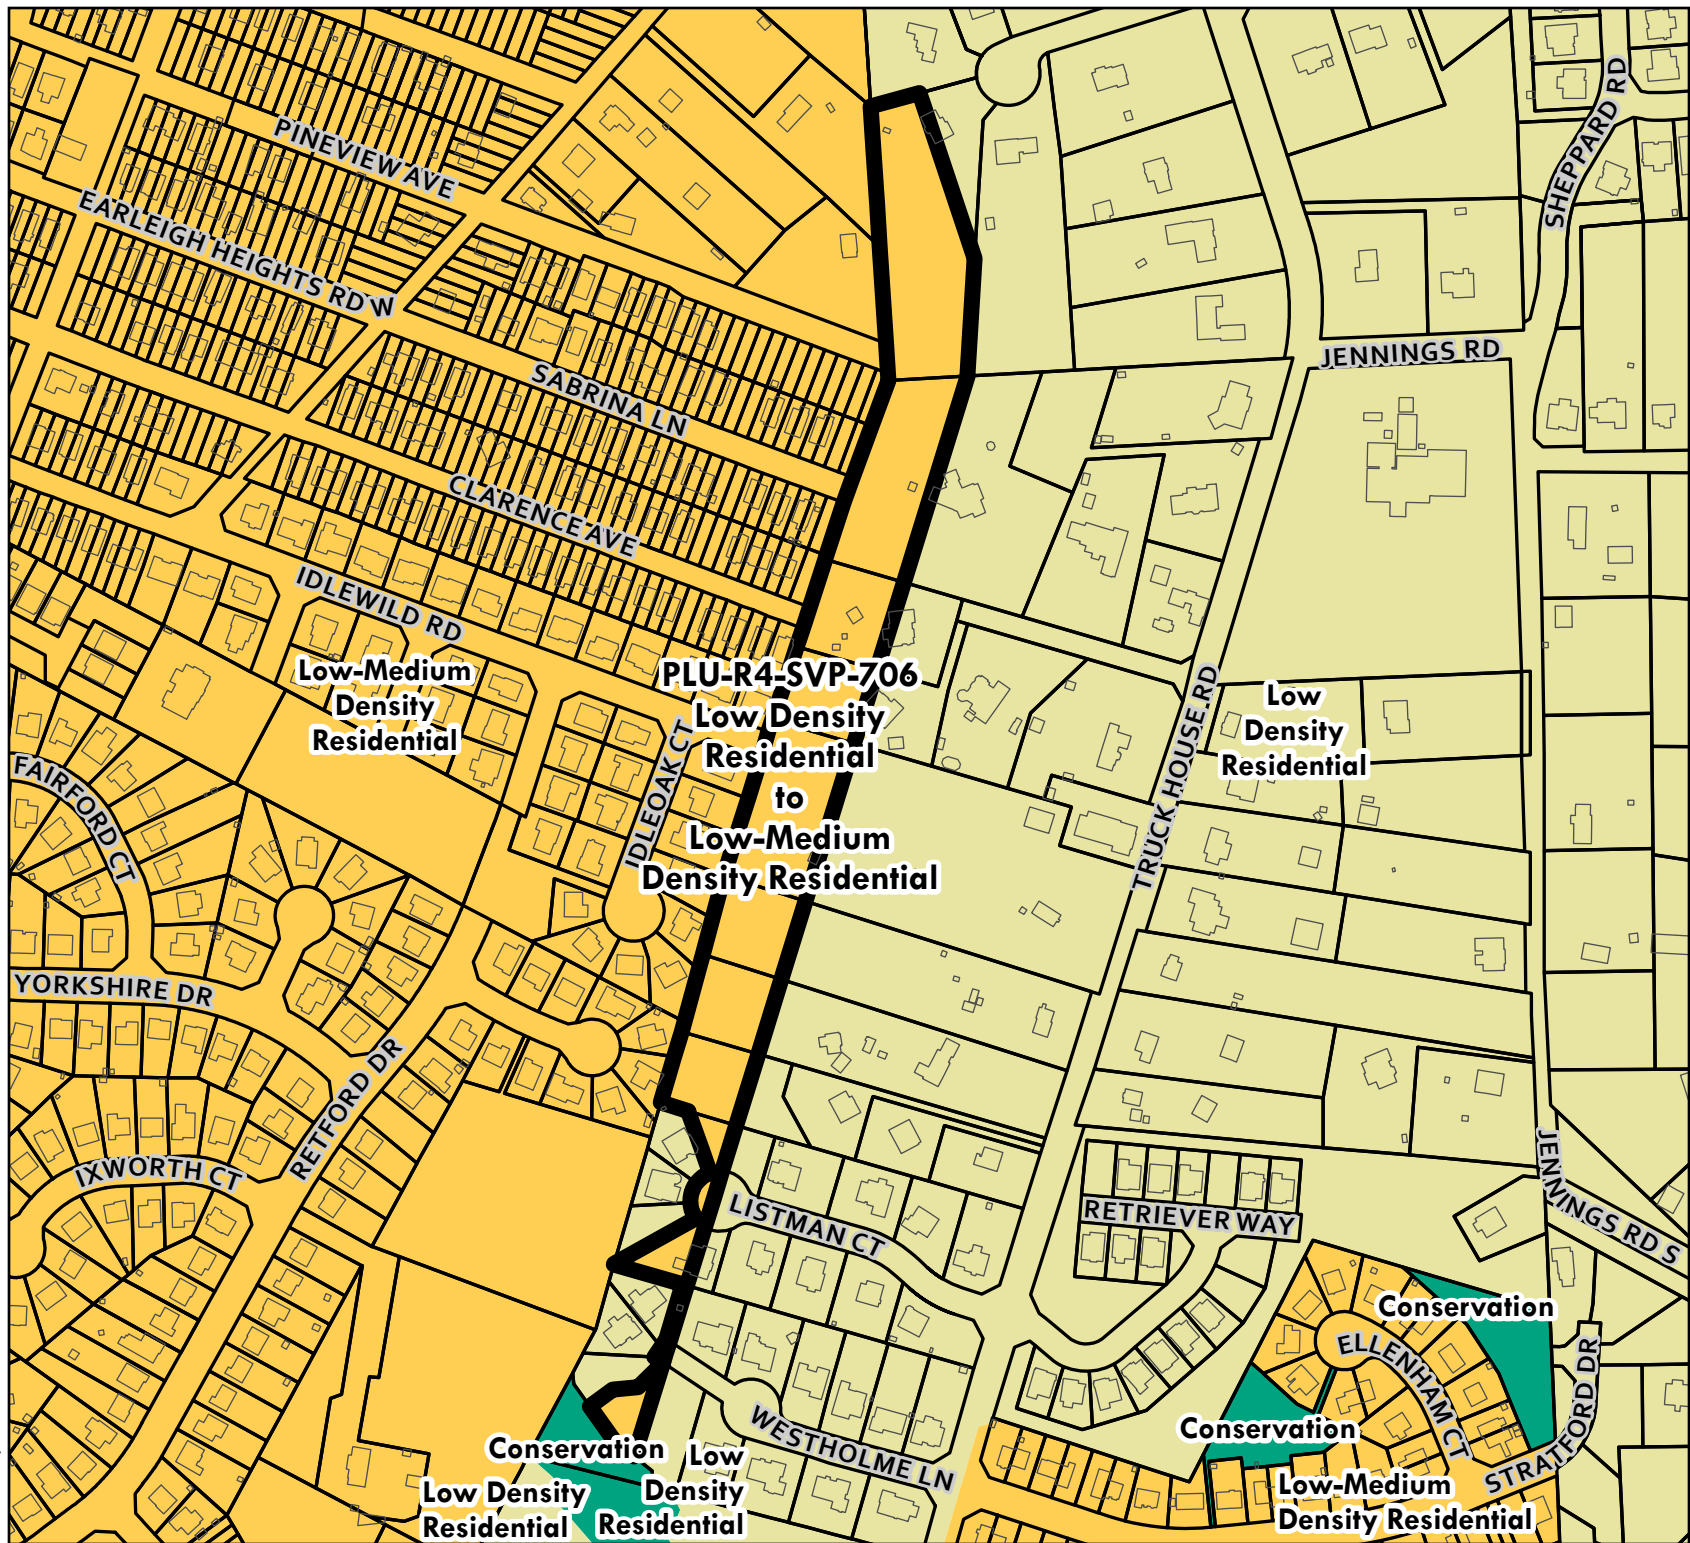 SHEPPARD RD
PINEVIEW AVE
EARLEIGH HEIGHTS RD W
JENNINGS RD
SABRINA LN
CLARENCE AVE
IDLEWILD RD
Low-Medium
Density
Residential
PLU-R4-SVP-706
Low Density
Residential
to
Low-Medium
Density Residential
IDLEOAK CT
TRUCK HOUSE RD
Low
Density
Residential
FAIRFORD CT
YORKSHIRE DR
RETFORD DR
IXWORTH CT
LISTMAN CT
RETRIEVER WAY
JENNINGS RD S
Conservation
ELLENHAM CT
STRATFORD DR
Conservation
WESTHOLME LN
Conservation
Low
Density
Residential
Low Density
Residential
Low-Medium
Density Residential